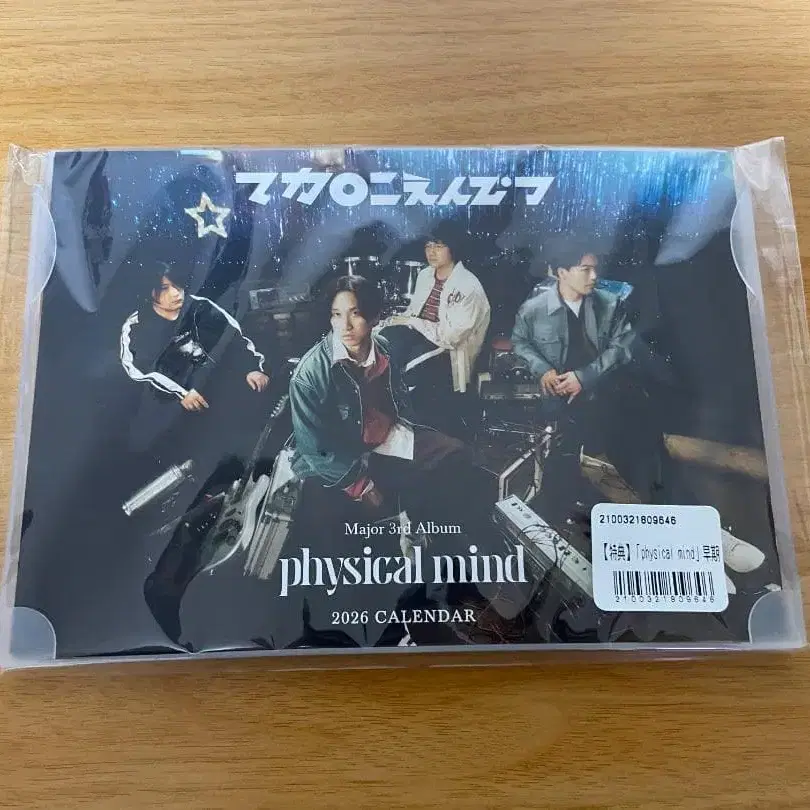 マカロニえんぴつ
Major 3rd Album
physical mind
2026 CALENDAR
2100321809646
【特典】「physical mind」早期
2100321809646